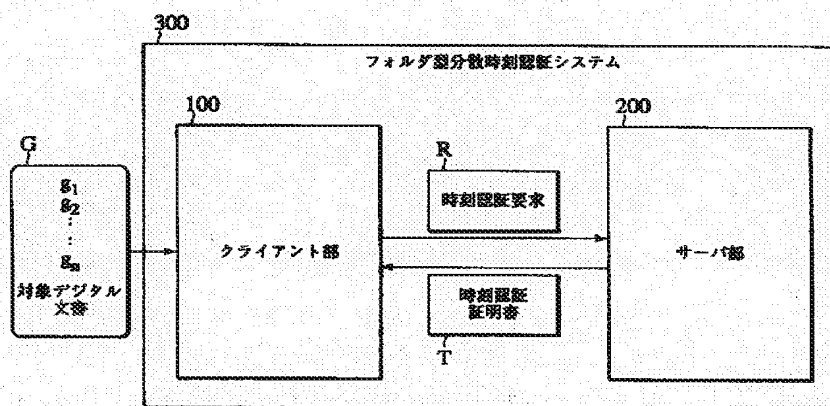 300
フォルダ型分散時刻認証システム
100
200
G
R
g1
g2
:
:
gn
対象デジタル
文書
クライアント部
時刻認証要求
サーバ部
時刻認証
証明書
T